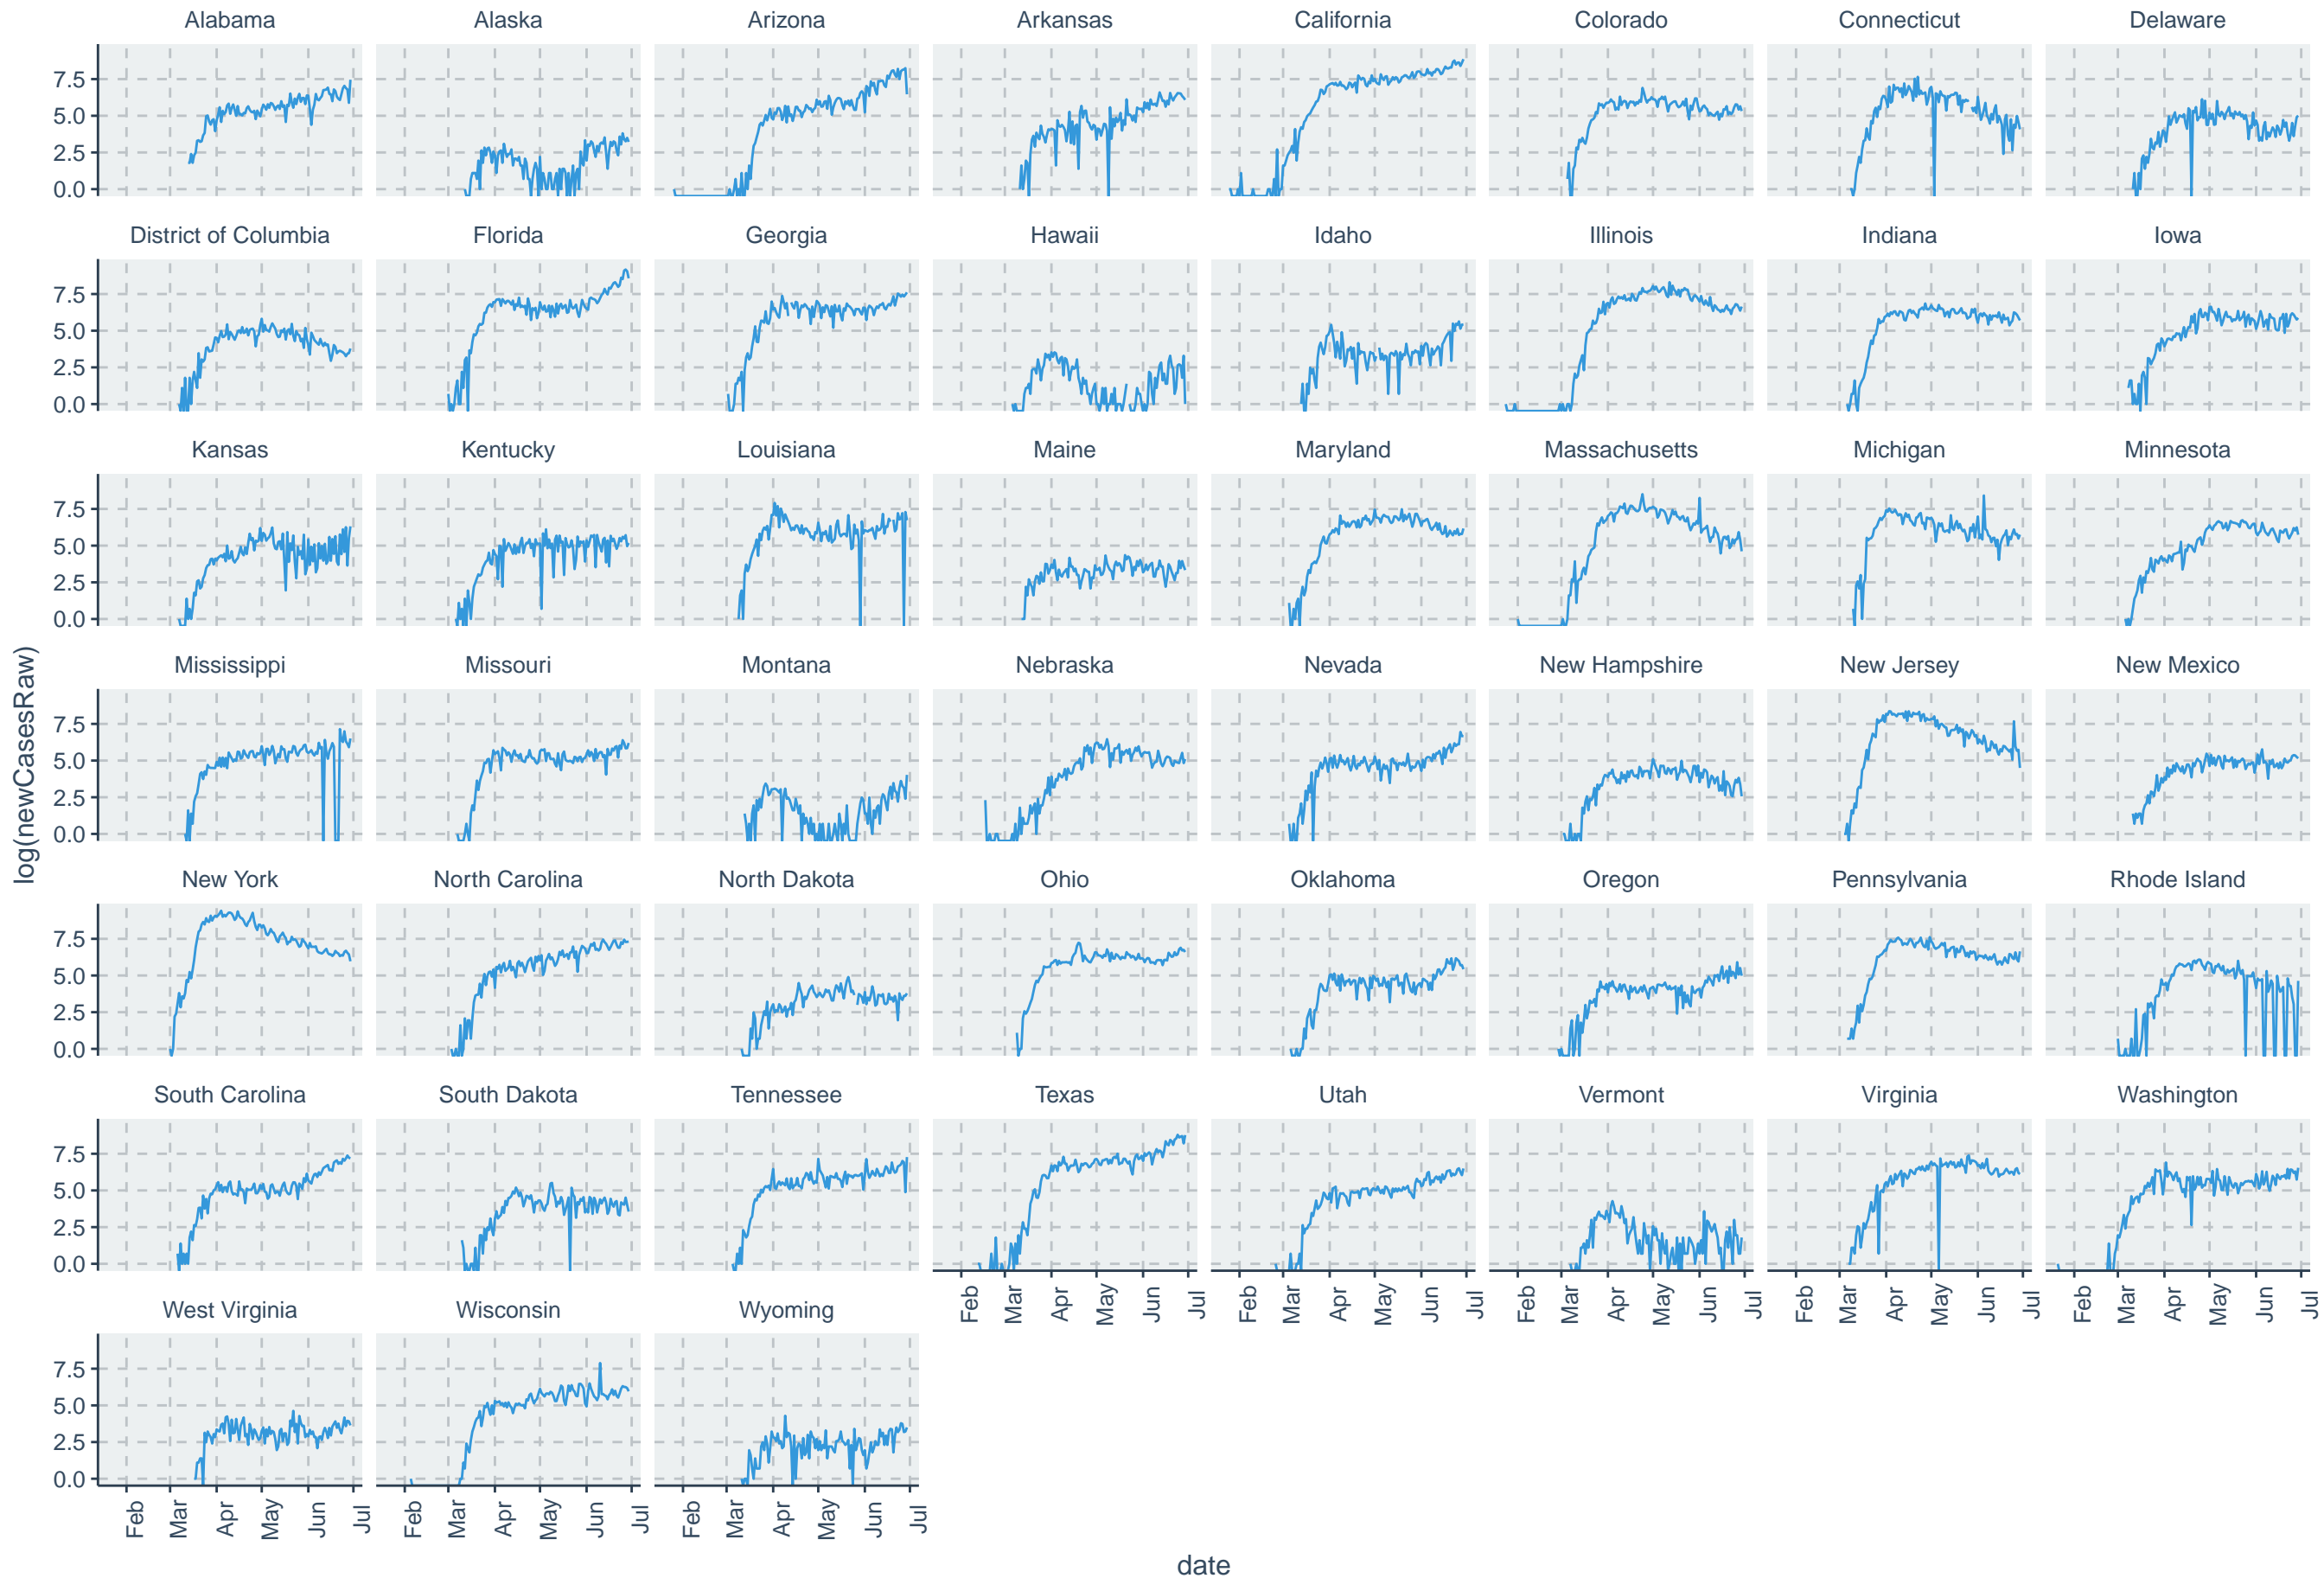 Alabama Alaska Arizona Arkansas California Colorado Connecticut Delaware
7.5
5.0
2.5
0.0
District of Columbia Florida Georgia Hawaii Idaho Illinois Indiana Iowa
7.5
5.0
2.5
0.0
Kansas Kentucky Louisiana Maine Maryland Massachusetts Michigan Minnesota
7.5
5.0
2.5
0.0
log(newCasesRaw)
Mississippi Missouri Montana Nebraska Nevada New Hampshire New Jersey New Mexico
7.5
5.0
2.5
0.0
New York North Carolina North Dakota Ohio Oklahoma Oregon Pennsylvania Rhode Island
7.5
5.0
2.5
0.0
South Carolina South Dakota Tennessee Texas Utah Vermont Virginia Washington
7.5
5.0
2.5
0.0
Feb Mar Apr May Jun Jul Feb Mar Apr May Jun Jul Feb Mar Apr May Jun Jul Feb Mar Apr May Jun Jul Feb Mar Apr May Jun Jul
West Virginia Wisconsin Wyoming
7.5
5.0
2.5
0.0
Feb Mar Apr May Jun Jul Feb Mar Apr May Jun Jul Feb Mar Apr May Jun Jul
date